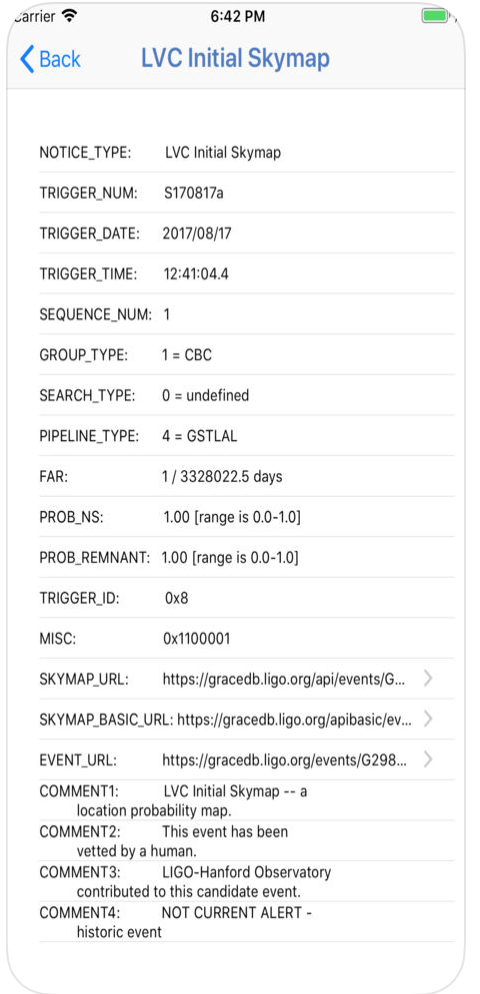 arrier 6:42 PM
Back LVC Initial Skymap
NOTICE_TYPE: LVC Initial Skymap
TRIGGER_NUM: S170817a
TRIGGER_DATE: 2017/08/17
TRIGGER_TIME: 12:41:04.4
SEQUENCE_NUM: 1
GROUP_TYPE: 1 = CBC
SEARCH_TYPE: 0 = undefined
PIPELINE_TYPE: 4 = GSTLAL
FAR: 1 / 3328022.5 days
PROB_NS: 1.00 [range is 0.0-1.0]
PROB_REMNANT: 1.00 [range is 0.0-1.0]
TRIGGER_ID: 0x8
MISC: 0x1100001
SKYMAP_URL: https://gracedb.ligo.org/api/events/G...
SKYMAP_BASIC_URL: https://gracedb.ligo.org/apibasic/ev...
EVENT_URL: https://gracedb.ligo.org/events/G298...
COMMENT1: LVC Initial Skymap -- a
location probability map.
COMMENT2: This event has been
vetted by a human.
COMMENT3: LIGO-Hanford Observatory
contributed to this candidate event.
COMMENT4: NOT CURRENT ALERT -
historic event